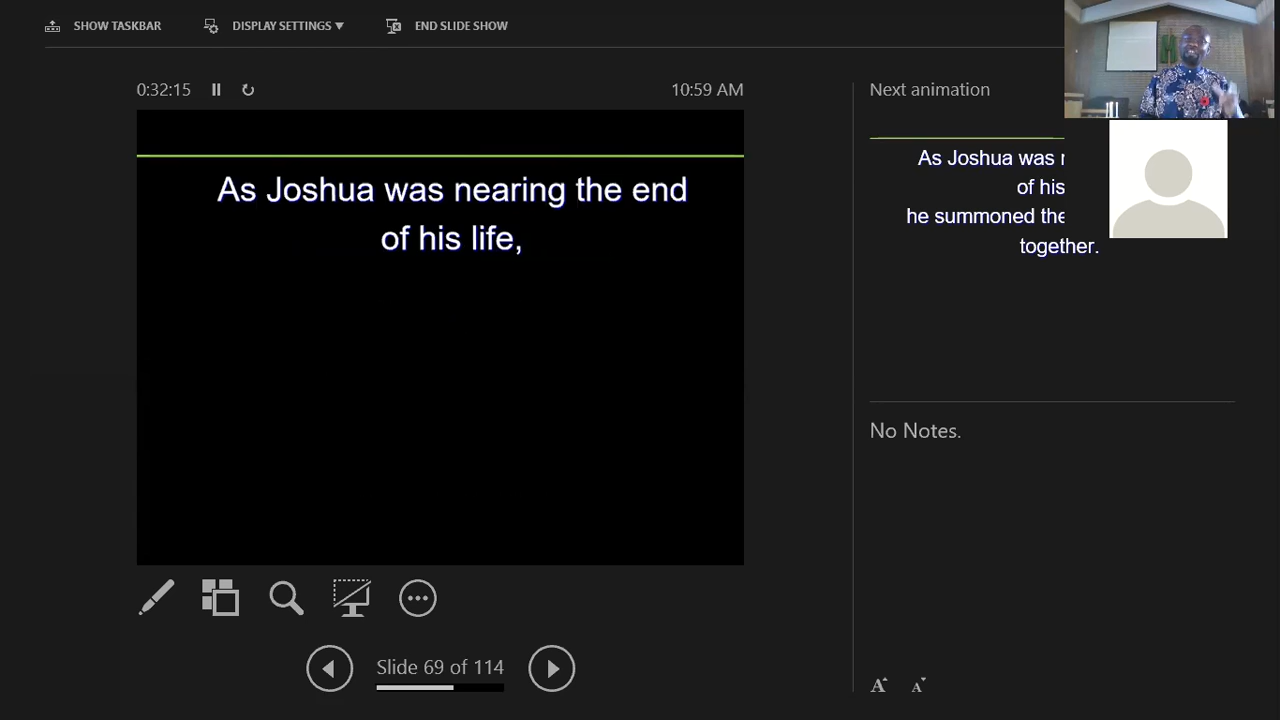 SHOW TASKBAR
DISPLAY SETTINGS
END SLIDE SHOW
0:32:15
10:59 AM
Next animation
As Joshua was nearing the end
of his life,
As Joshua was
of his
he summoned the
together.
No Notes.
Slide 69 of 114
A A